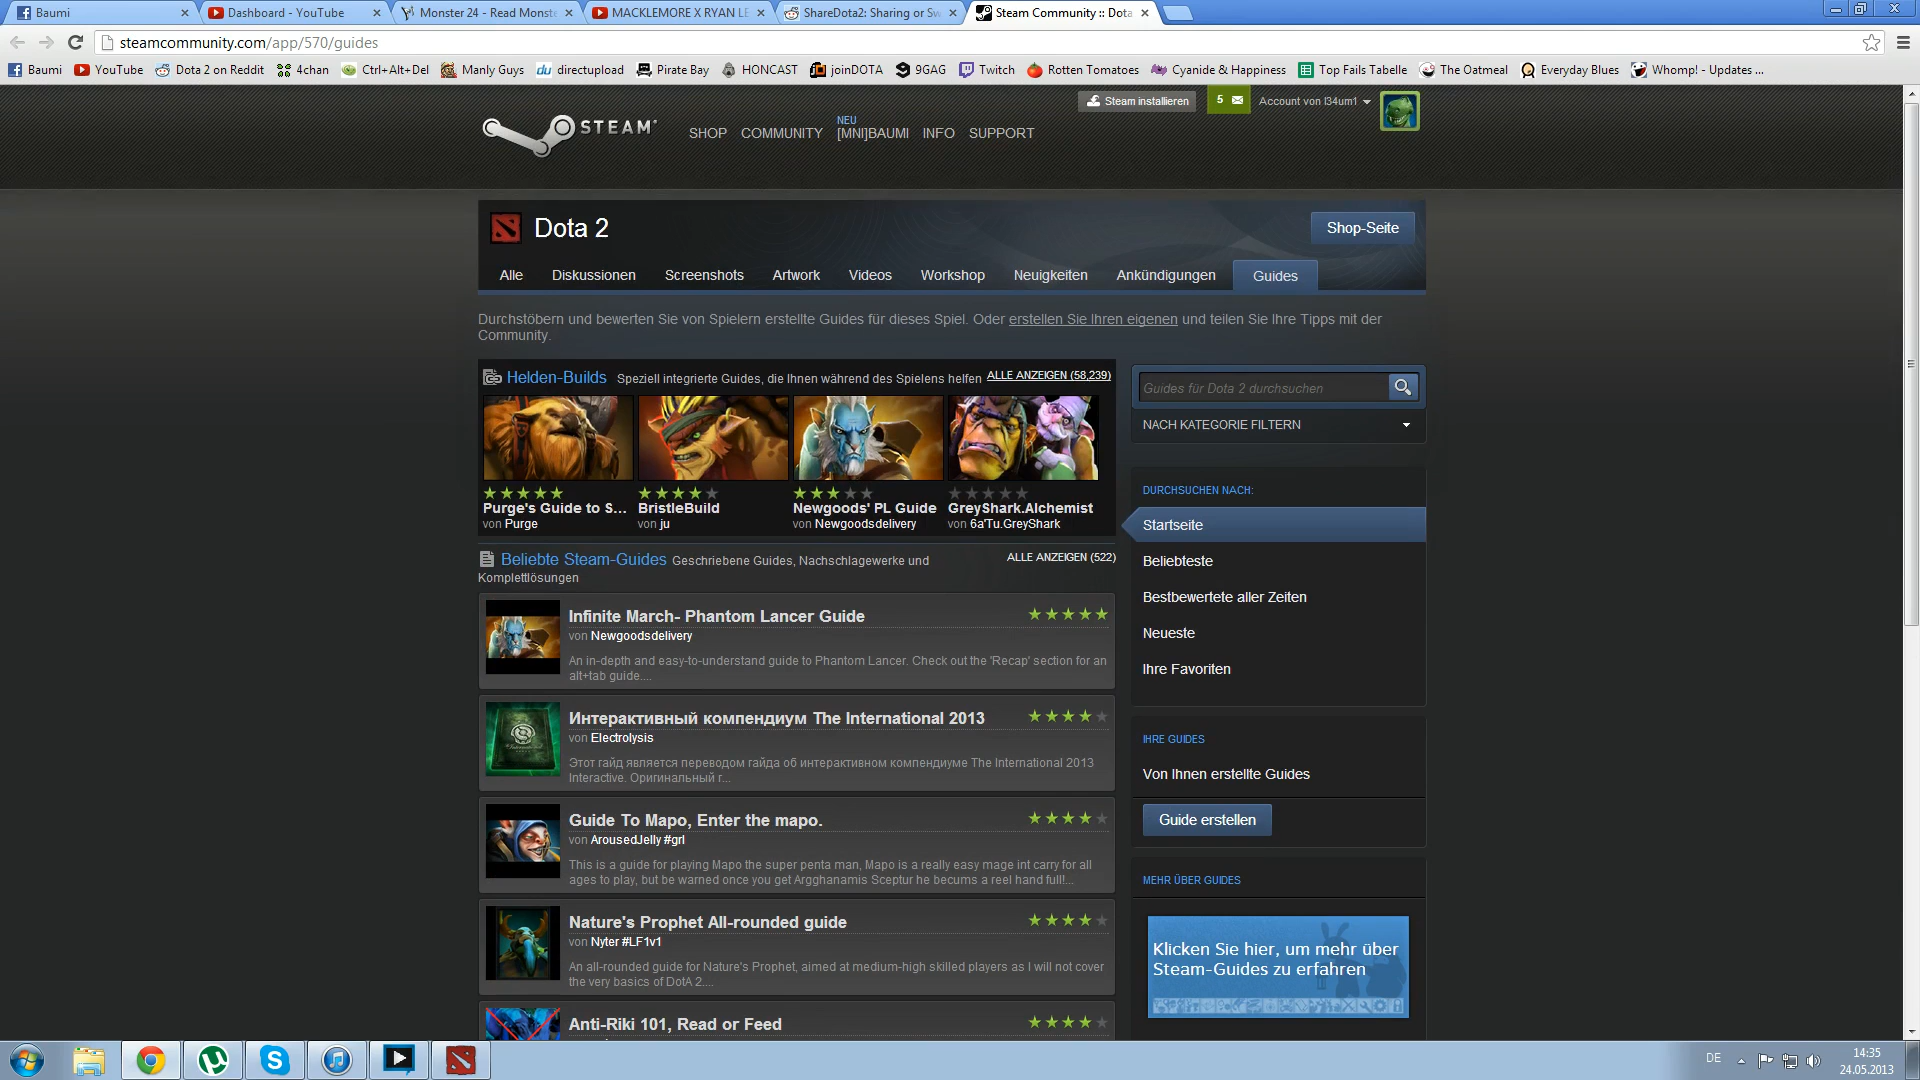 Baumi
Dashboard - YouTube
Monster 24 - Read Monste
MACKLEMORE X RYAN LE
ShareDota2: Sharing or Sw
Steam Community :: Dota
steamcommunity.com/app/570/guides
Baumi
YouTube
Dota 2 on Reddit
4chan
Ctrl+Alt+Del
Manly Guys
directupload
Pirate Bay
HONCAST
joinDOTA
9GAG
Twitch
Rotten Tomatoes
Cyanide & Happiness
Top Fails Tabelle
The Oatmeal
Everyday Blues
Whomp! - Updates ...
Steam installieren
5
Account von l34um1
STEAM
SHOP
COMMUNITY
NEU
[MNI]BAUMI
INFO
SUPPORT
Dota 2
Shop-Seite
Alle
Diskussionen
Screenshots
Artwork
Videos
Workshop
Neuigkeiten
Ankündigungen
Guides
Durchstöbern und bewerten Sie von Spielern erstellte Guides für dieses Spiel. Oder erstellen Sie Ihren eigenen und teilen Sie Ihre Tipps mit der
Community.
Helden-Builds Speziell integrierte Guides, die Ihnen während des Spielens helfen ALLE ANZEIGEN (58,239)
Purge's Guide to S...
von Purge
BristleBuild
von ju
Newgoods' PL Guide
von Newgoodsdelivery
GreyShark.Alchemist
von 6a'Tu.GreyShark
Beliebte Steam-Guides Geschriebene Guides, Nachschlagewerke und
Komplettlösungen
ALLE ANZEIGEN (522)
Infinite March- Phantom Lancer Guide
von Newgoodsdelivery
An in-depth and easy-to-understand guide to Phantom Lancer. Check out the 'Recap' section for an
alt+tab guide....
Интерактивный компендиум The International 2013
von Electrolysis
Этот гайд является переводом гайда об интерактивном компендиуме The International 2013
Interactive. Оригинальный г...
Guide To Mapo, Enter the mapo.
von ArousedJelly #grl
This is a guide for playing Mapo the super penta man, Mapo is a really easy mage int carry for all
ages to play, but be warned once you get Argghanamis Sceptur he becums a reel hand full!...
Nature's Prophet All-rounded guide
von Nyter #LF1v1
An all-rounded guide for Nature's Prophet, aimed at medium-high skilled players as I will not cover
the very basics of DotA 2....
Anti-Riki 101, Read or Feed
Guides für Dota 2 durchsuchen
NACH KATEGORIE FILTERN
DURCHSUCHEN NACH:
Startseite
Beliebteste
Bestbewertete aller Zeiten
Neueste
Ihre Favoriten
IHRE GUIDES
Von Ihnen erstellte Guides
Guide erstellen
MEHR ÜBER GUIDES
Klicken Sie hier, um mehr über
Steam-Guides zu erfahren
DE
14:35
24.05.2013